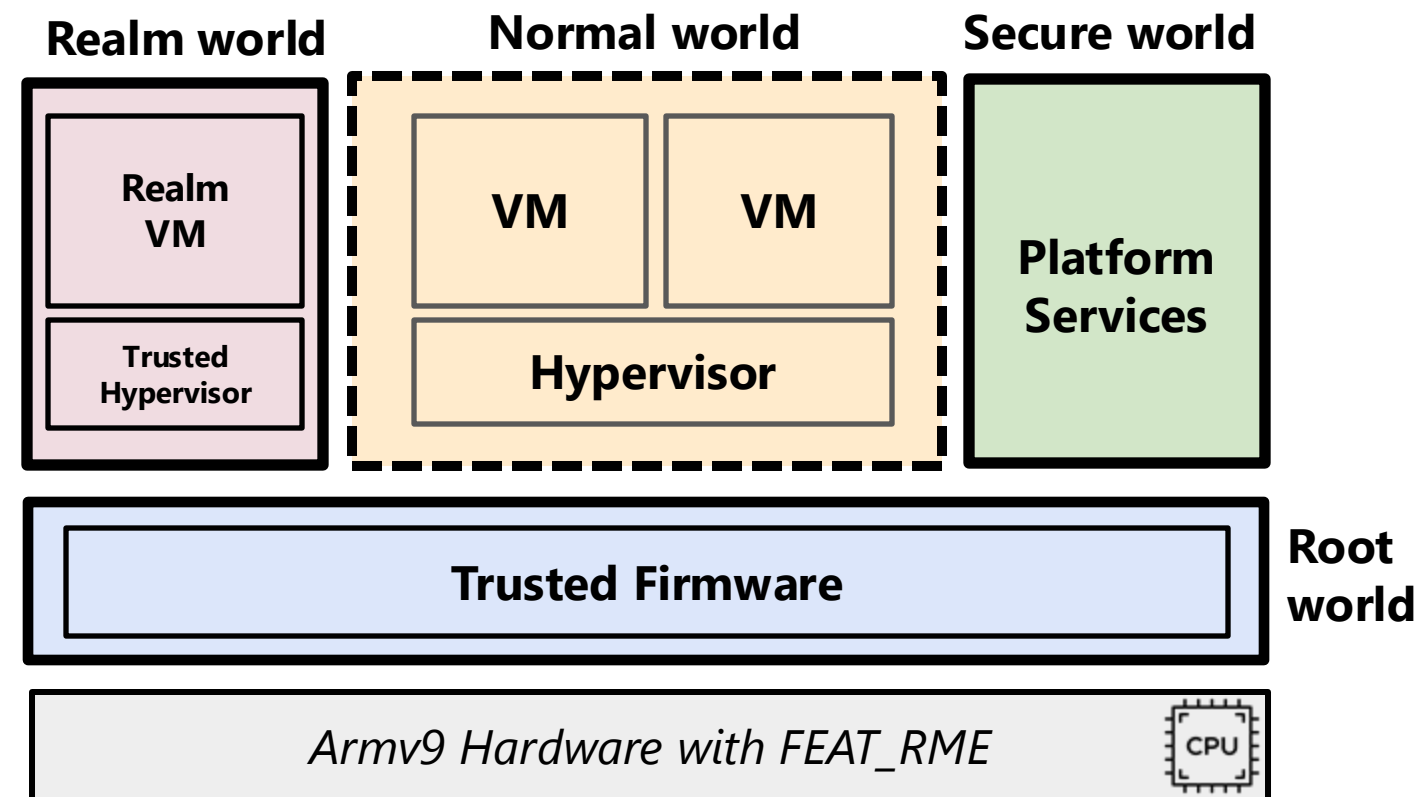 Realm world
Normal world
Secure world
Realm
VM
Trusted
Hypervisor
VM
VM
Hypervisor
Platform
Services
Trusted Firmware
Root
world
Armv9 Hardware with FEAT_RME
CPU